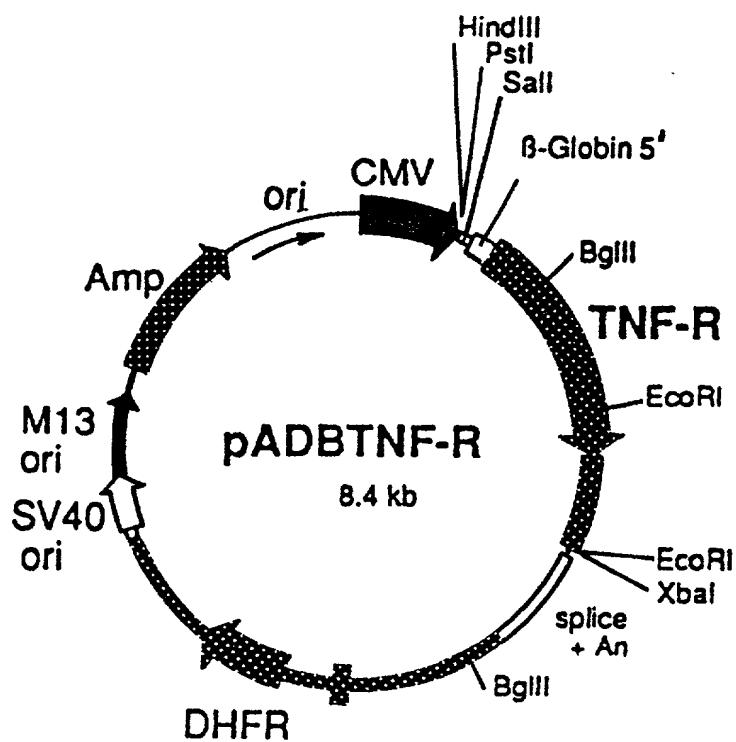 HindIII
PstI
SalI
ß-Globin 5'
CMV
ori
BglII
Amp
TNF-R
EcoRI
M13
ori
pADBTNF-R
8.4 kb
SV40
ori
EcoRI
XbaI
splice
+ An
BglII
DHFR